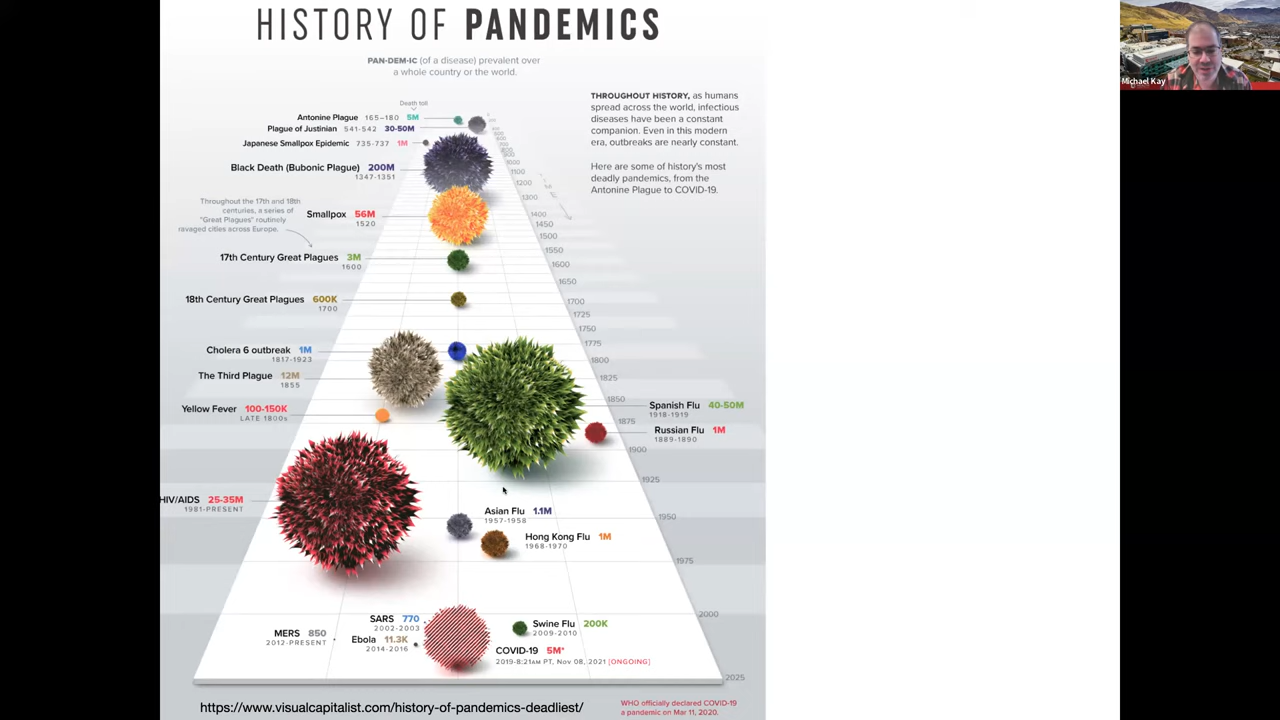 HISTORY OF PANDEMICS
PAN·DEM·IC (of a disease) prevalent over
a whole country or the world.
Michael Kay
THROUGHOUT HISTORY, as humans
spread across the world, infectious
diseases have been a constant
companion. Even in this modern
era, outbreaks are nearly constant.
Here are some of history's most
deadly pandemics, from the
Antonine Plague to COVID-19.
Death toll
Antonine Plague 165-180 5M
Plague of Justinian 541-542 30-50M
Japanese Smallpox Epidemic 735-737 1M
Black Death (Bubonic Plague) 200M
1347-1351
Throughout the 17th and 18th
centuries, a series of
"Great Plagues" routinely
ravaged cities across Europe.
Smallpox 56M
1520
17th Century Great Plagues 3M
1600
18th Century Great Plagues 600K
1700
Cholera 6 outbreak 1M
1817-1923
The Third Plague 12M
1855
Yellow Fever 100-150K
LATE 1800s
Spanish Flu 40-50M
1918-1919
Russian Flu 1M
1889-1890
HIV/AIDS 25-35M
1981-PRESENT
Asian Flu 1.1M
1957-1958
Hong Kong Flu 1M
1968-1970
SARS 770
2002-2003
MERS 850
2012-PRESENT
Ebola 11.3K
2014-2016
Swine Flu 200K
2009-2010
COVID-19 5M*
2019-8:21AM PT, Nov 08, 2021 [ONGOING]
1100
1200
1300
1400
1450
1500
1550
1600
1650
1700
1725
1750
1775
1800
1825
1850
1875
1900
1925
1950
1975
2000
2025
https://www.visualcapitalist.com/history-of-pandemics-deadliest/
WHO officially declared COVID-19
a pandemic on Mar 11, 2020.